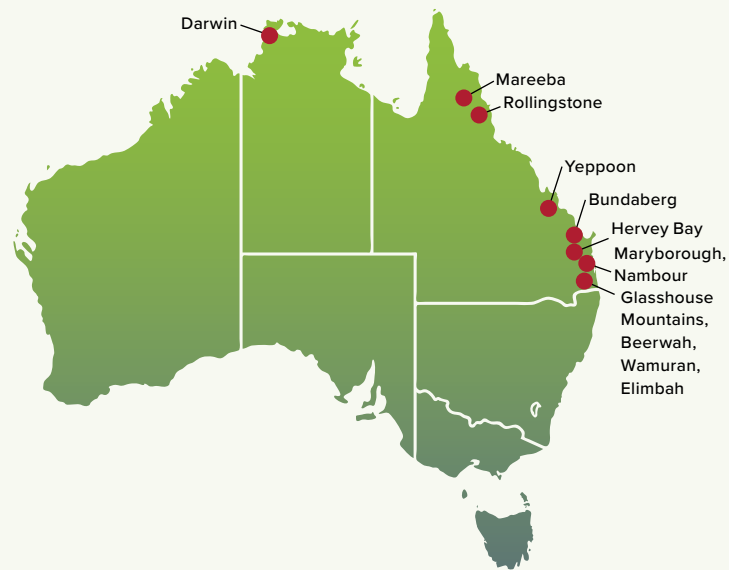 Darwin
Mareeba
Rollingstone
Yeppoon
Bundaberg
Hervey Bay
Maryborough,
Nambour
Glasshouse
Mountains,
Beerwah,
Wamuran,
Elimbah